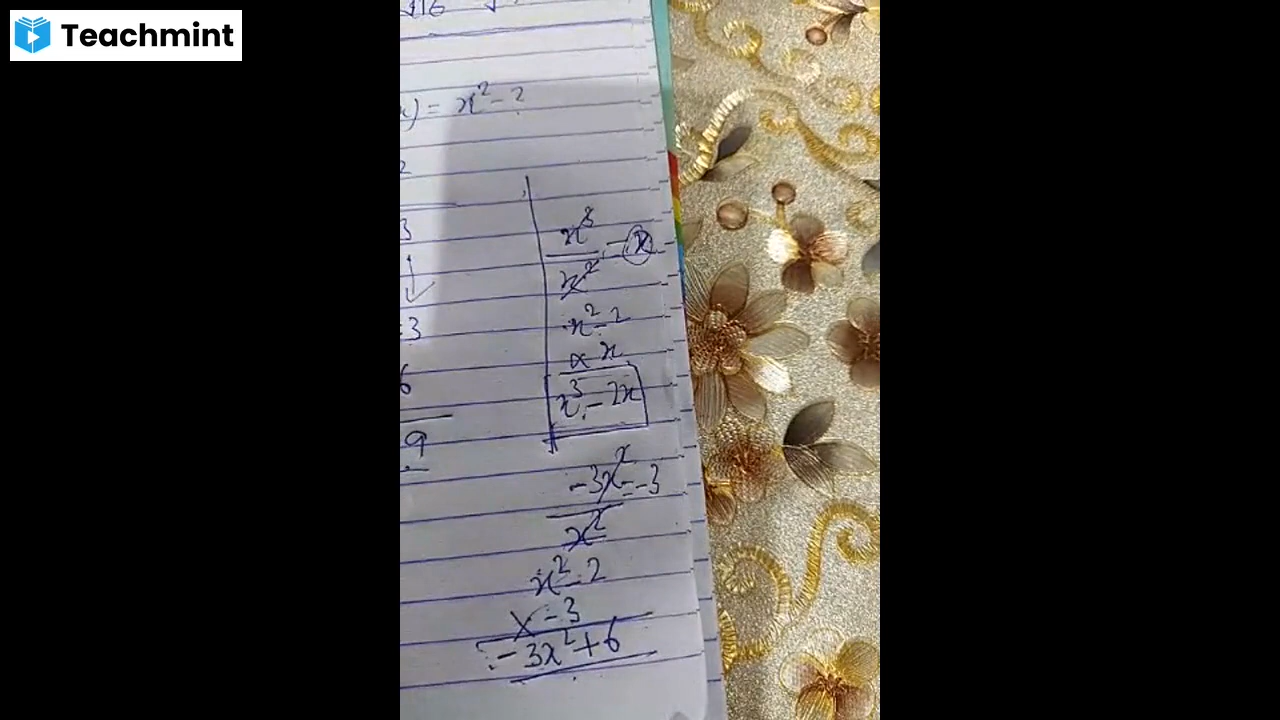 Teachmint
x) = x² - 2
2
3
x³
/x² = x
3
x² - 2
× x
6
x³ - 2x
9
-3x²
/x² = -3
x² - 2
× -3
-3x² + 6